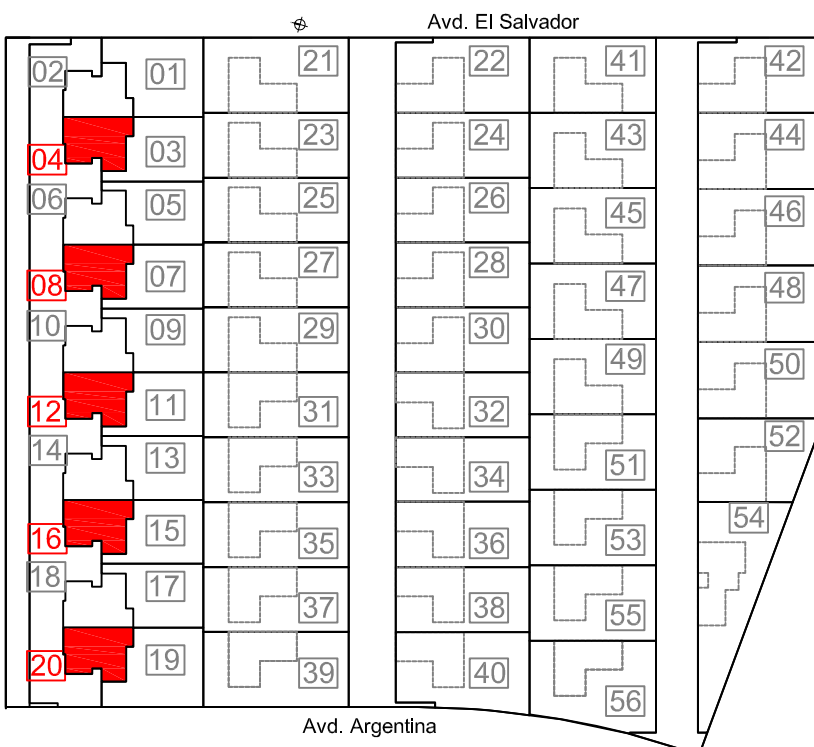 Avd. El Salvador
02 01 21 22 41 42
04 03 23 24 43 44
06 05 25 26 45 46
08 07 27 28 47 48
10 09 29 30 49 50
12 11 31 32 51 52
14 13 33 34 53 54
16 15 35 36 55
18 17 37 38 56
20 19 39 40
Avd. Argentina